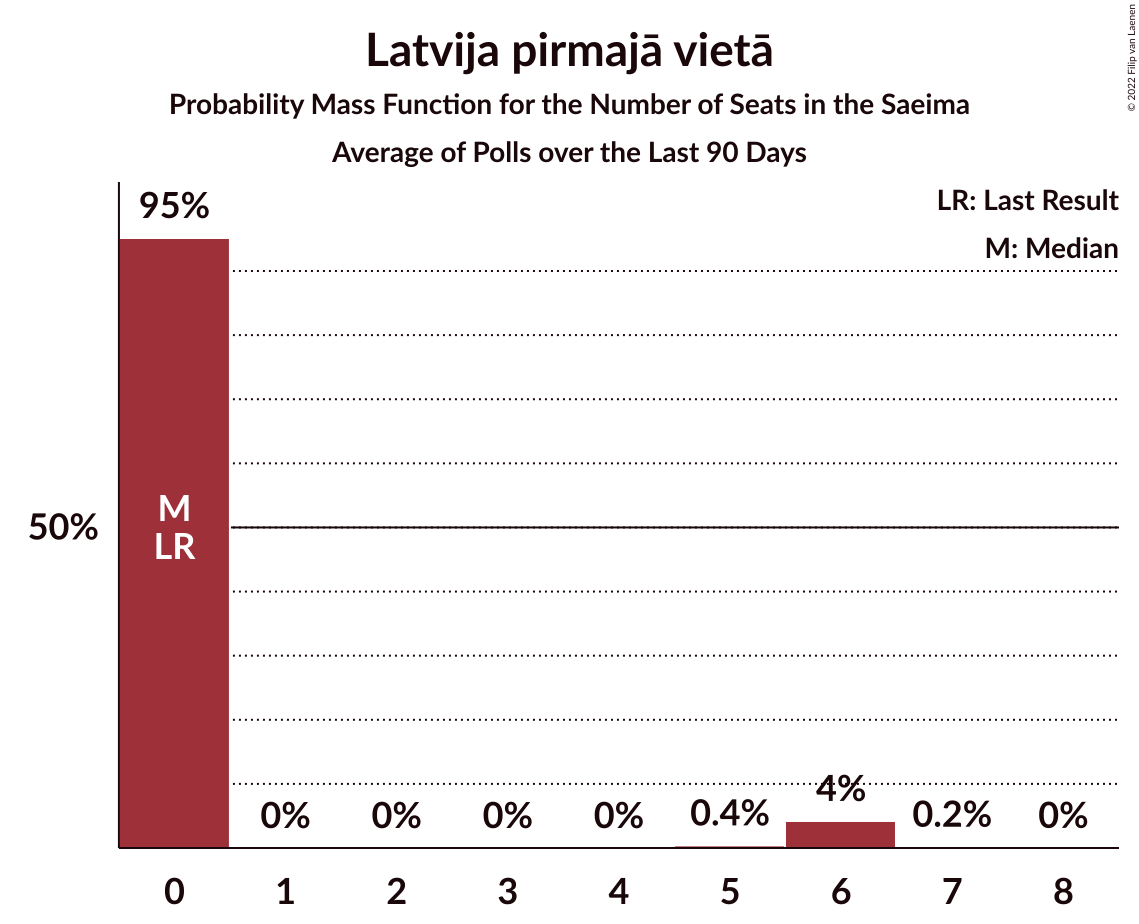 Latvija pirmajā vietā
Probability Mass Function for the Number of Seats in the Saeima
Average of Polls over the Last 90 Days
© 2022 Filip van Laenen
LR: Last Result
M: Median
95%
M
LR
50%
0%
0%
0%
0%
0.4%
4%
0.2%
0%
0 1 2 3 4 5 6 7 8